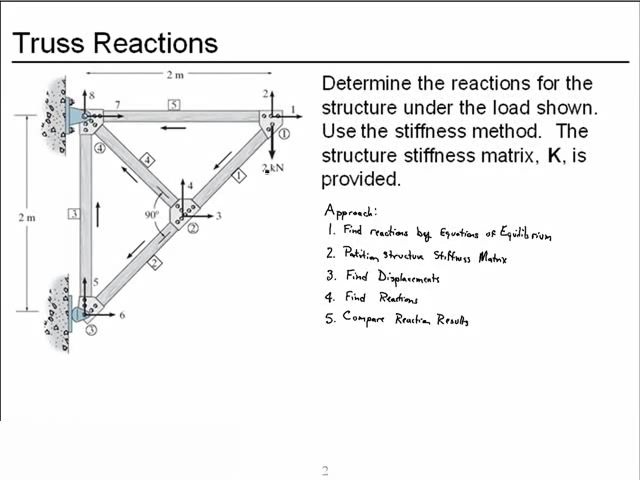 Truss Reactions
2 m
8
7
5
2
1
①
④
4
2 kN
1
4
2 m
3
90°
3
②
2
5
6
③
Determine the reactions for the
structure under the load shown.
Use the stiffness method. The
structure stiffness matrix, K, is
provided.
Approach:
1. Find reactions by Equations of Equilibrium
2. Partition Structure Stiffness Matrix
3. Find Displacements
4. Find Reactions
5. Compare Reaction Results
2